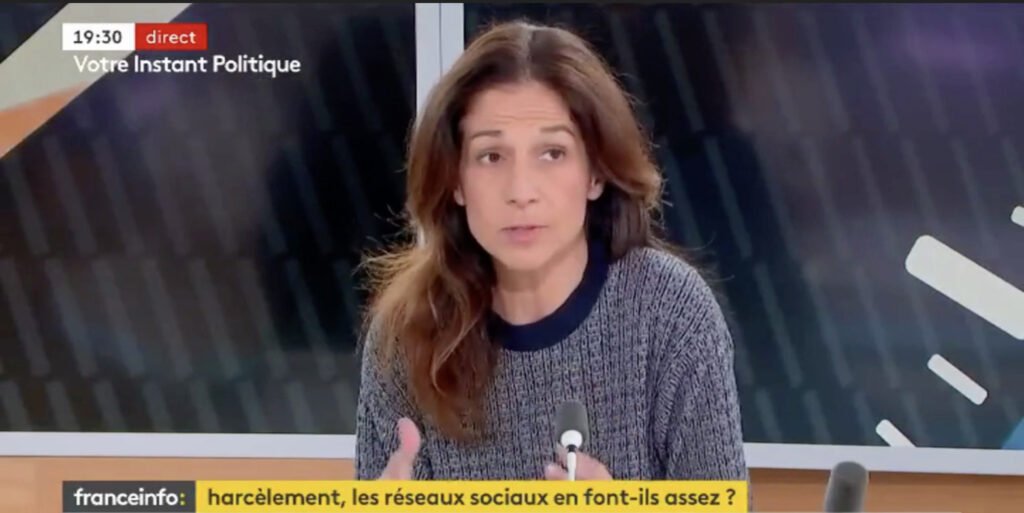 19:30 direct
Votre Instant Politique
franceinfo: harcèlement, les réseaux sociaux en font-ils assez ?